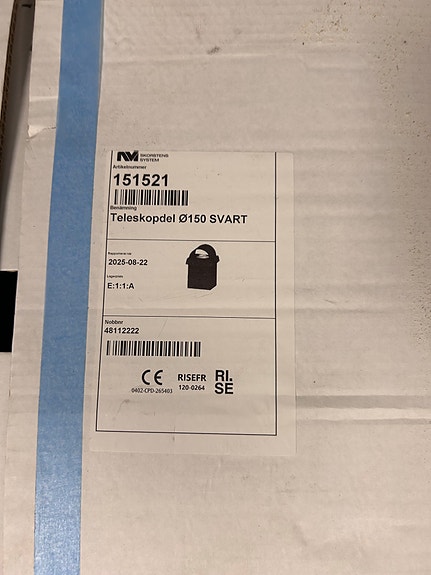 NVI SKORSTENS
SYSTEM
Artikelnummer
151521
Benämning
Teleskopdel Ø150 SVART
2025-08-22
Lagerplats
E:1:1:A
Nobbnr
48112222
CE RISEFR RI.
0402-CPD-265403 120-0264 SE